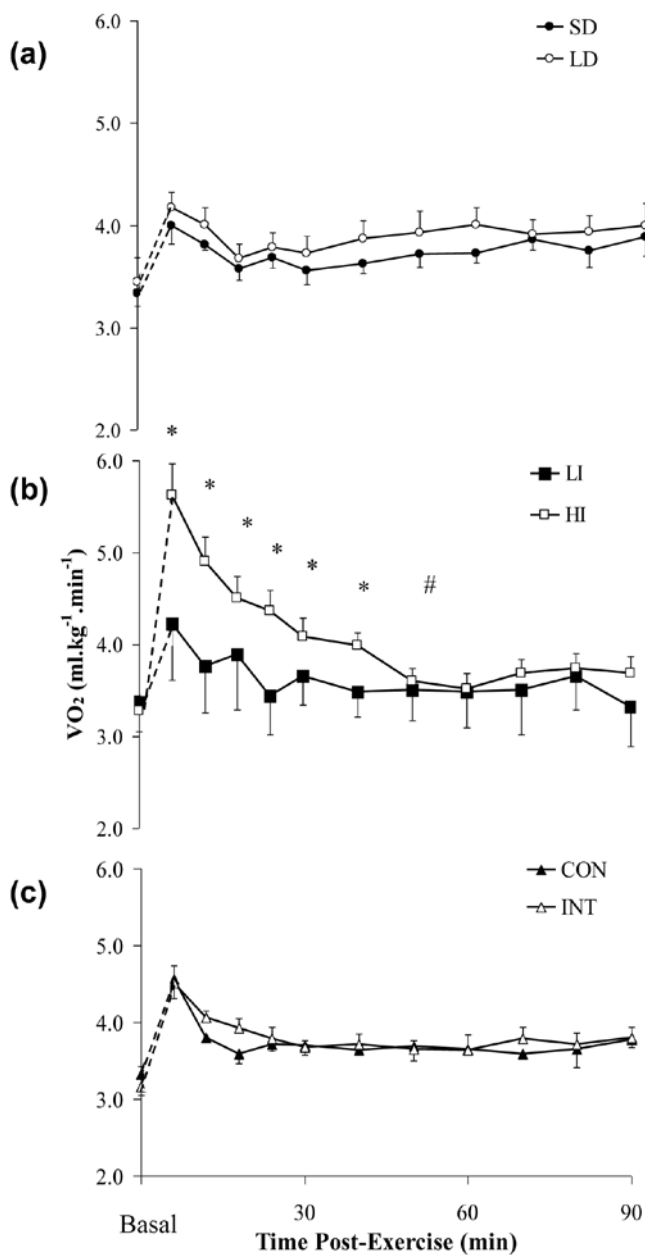 (a)
6.0
5.0
4.0
3.0
2.0
SD
LD
(b)
6.0
5.0
4.0
3.0
2.0
* * * * * * #
LI
HI
VO₂ (ml.kg⁻¹.min⁻¹)
(c)
6.0
5.0
4.0
3.0
2.0
CON
INT
Basal 30 60 90
Time Post-Exercise (min)